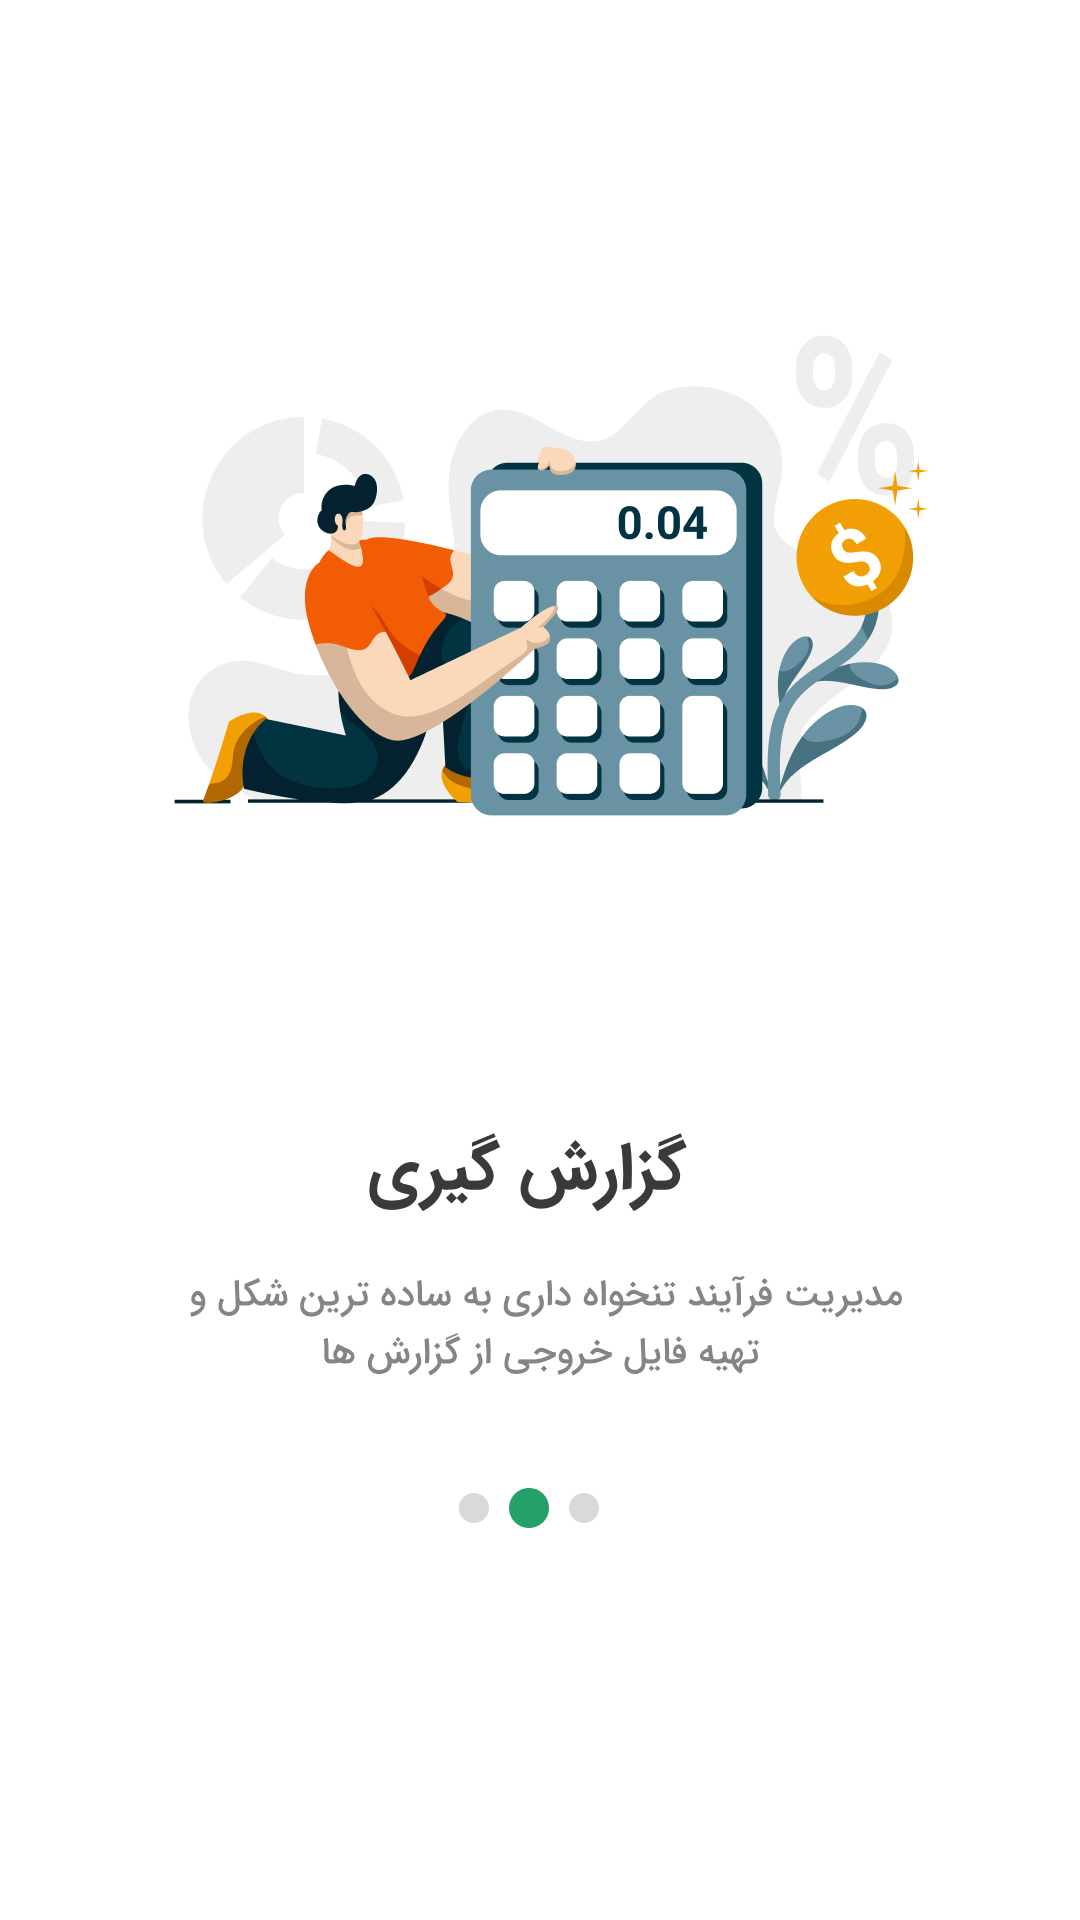 %
0.04
$
گزارش گیری
مدیریت فرآیند تنخواه داری به ساده ترین شکل و
تهیه فایل خروجی از گزارش ها